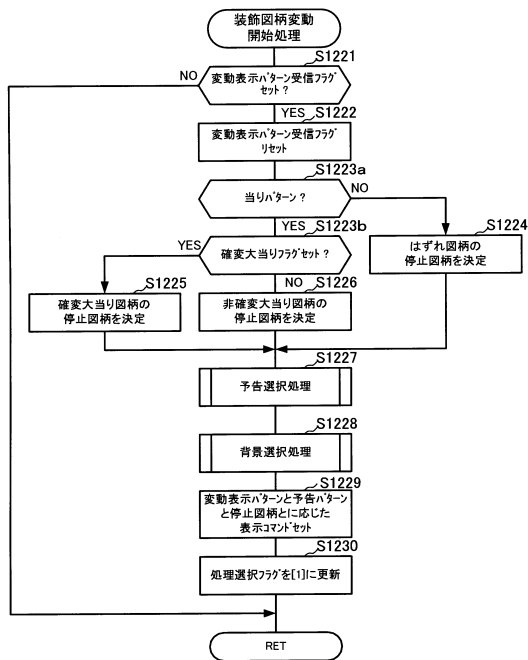 装飾図柄変動
開始処理
S1221
変動表示パターン受信フラグ
セット?
NO
YES
S1222
変動表示パターン受信フラグ
リセット
S1223a
当りパターン?
NO
YES
S1223b
確変大当りフラグセット?
YES
NO
S1224
はずれ図柄の
停止図柄を決定
S1225
確変大当り図柄の
停止図柄を決定
S1226
非確変大当り図柄の
停止図柄を決定
S1227
予告選択処理
S1228
背景選択処理
S1229
変動表示パターンと予告パターン
と停止図柄とに応じた
表示コマンドセット
S1230
処理選択フラグを[1]に更新
RET